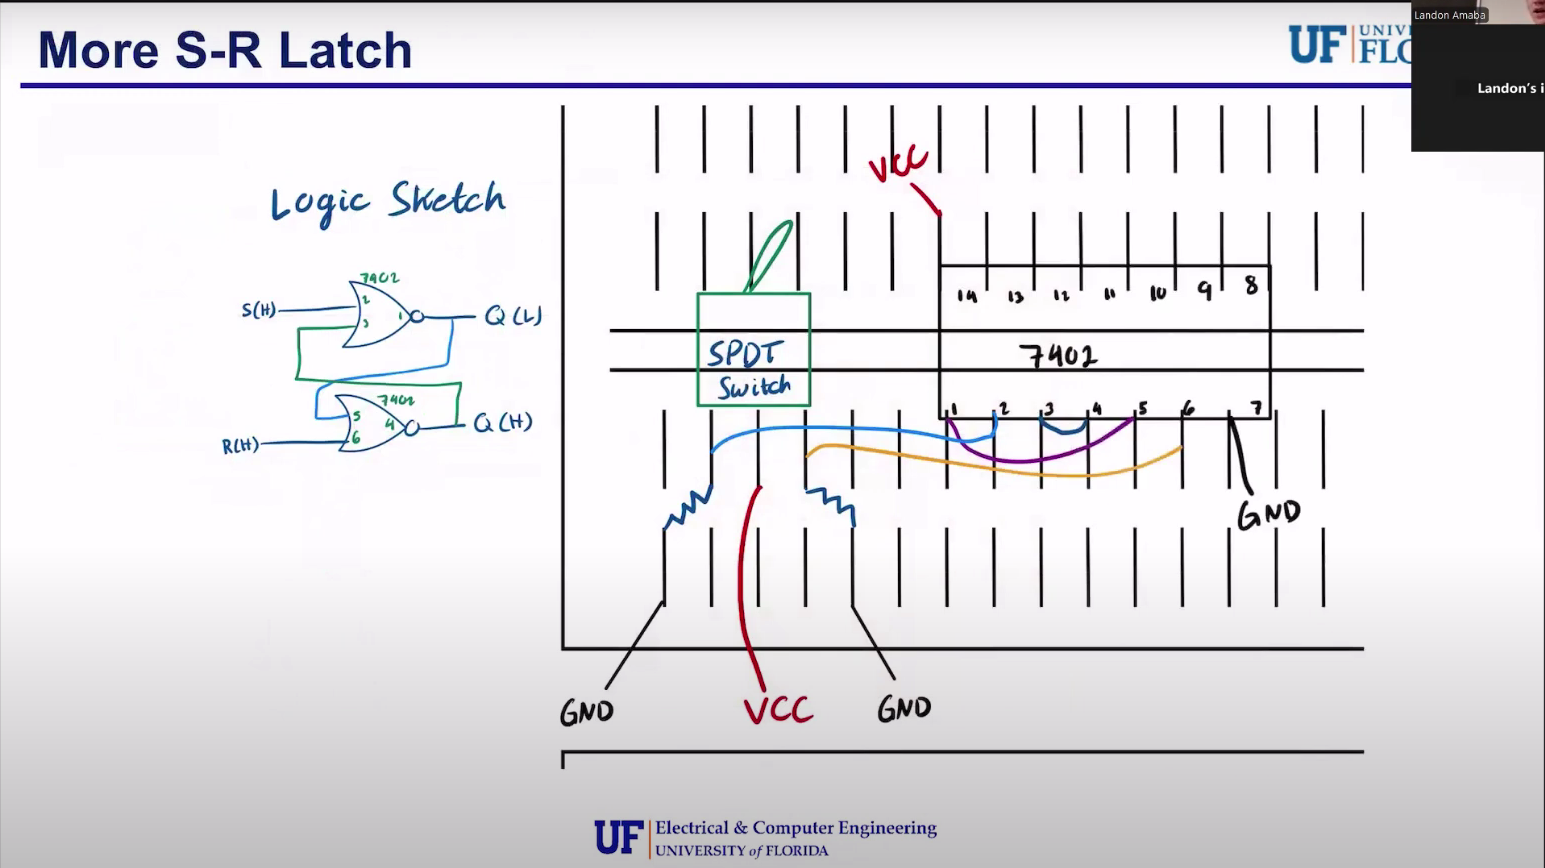 More S-R Latch
UF
UNIV
FLO
Landon Amaba
Landon's i
Logic Sketch
7402
S(H)
2
3
1
Q(L)
7402
5
6
4
Q(H)
R(H)
VCC
14 13 12 11 10 9 8
7402
1 2 3 4 5 6 7
SPDT
Switch
GND
GND
VCC
GND
UF
Electrical & Computer Engineering
UNIVERSITY of FLORIDA